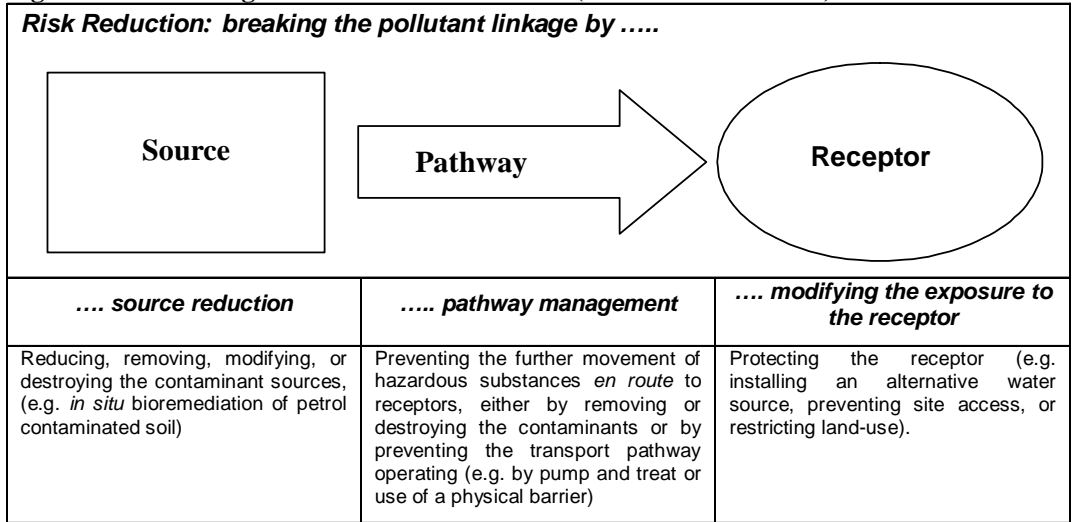 Risk Reduction: breaking the pollutant linkage by …..
Source
Pathway
Receptor
…. source reduction
….. pathway management
…. modifying the exposure to
the receptor
Reducing, removing, modifying, or
destroying the contaminant sources,
(e.g. in situ bioremediation of petrol
contaminated soil)
Preventing the further movement of
hazardous substances en route to
receptors, either by removing or
destroying the contaminants or by
preventing the transport pathway
operating (e.g. by pump and treat or
use of a physical barrier)
Protecting the receptor (e.g.
installing an alternative water
source, preventing site access, or
restricting land-use).